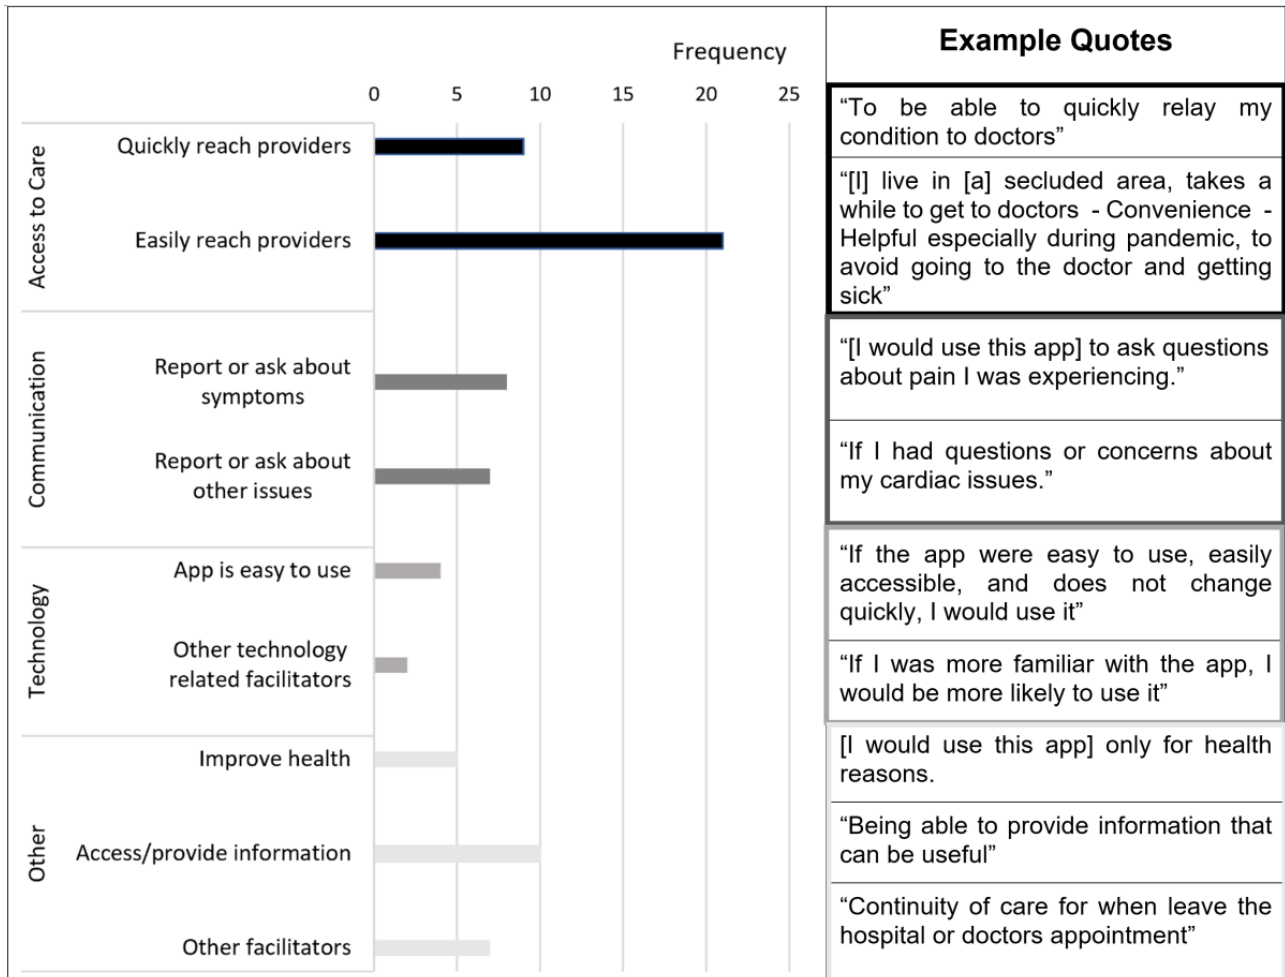 Frequency
0 5 10 15 20 25
Access to Care
Quickly reach providers
Easily reach providers
Communication
Report or ask about
symptoms
Report or ask about
other issues
Technology
App is easy to use
Other technology
related facilitators
Other
Improve health
Access/provide information
Other facilitators
Example Quotes
“To be able to quickly relay my
condition to doctors”
“[I] live in [a] secluded area, takes a
while to get to doctors - Convenience -
Helpful especially during pandemic, to
avoid going to the doctor and getting
sick”
“[I would use this app] to ask questions
about pain I was experiencing.”
“If I had questions or concerns about
my cardiac issues.”
“If the app were easy to use, easily
accessible, and does not change
quickly, I would use it”
“If I was more familiar with the app, I
would be more likely to use it”
[I would use this app] only for health
reasons.
“Being able to provide information that
can be useful”
“Continuity of care for when leave the
hospital or doctors appointment”